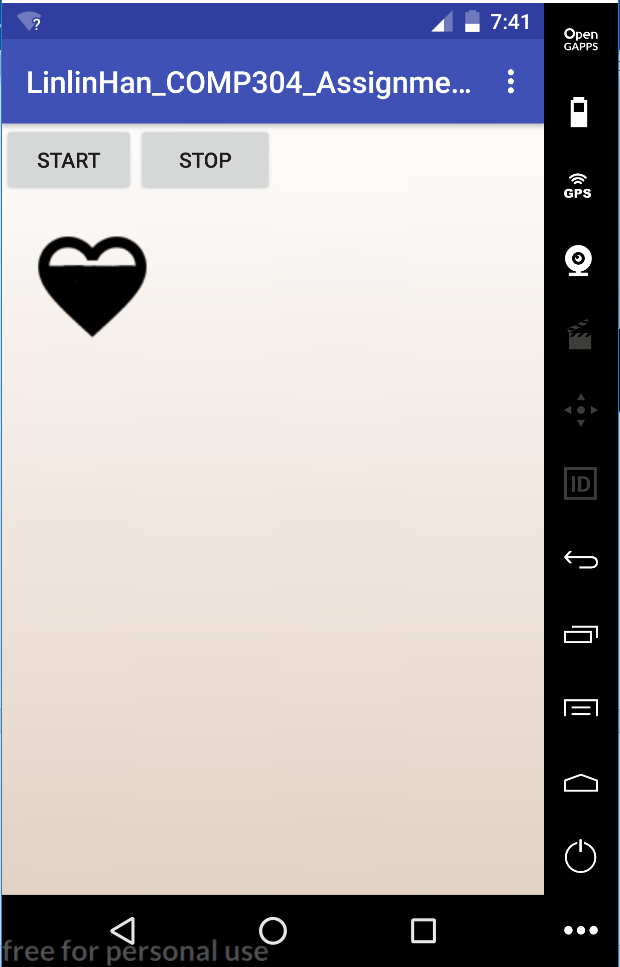 7:41
Open
GAPPS
LinlinHan_COMP304_Assignme...
START STOP
GPS
ID
free for personal use